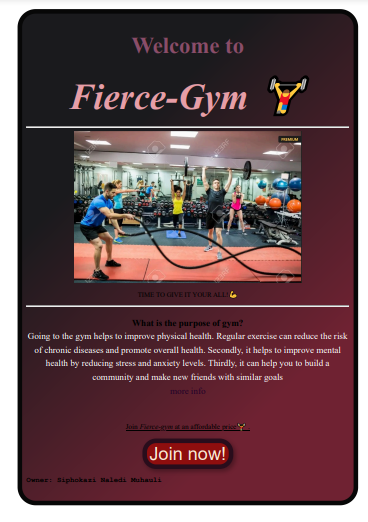 Welcome to
Fierce-Gym 🏋️
PREMIUM
TIME TO GIVE IT YOUR ALL!💪
What is the purpose of gym?
Going to the gym helps to improve physical health. Regular exercise can reduce the risk
of chronic diseases and promote overall health. Secondly, it helps to improve mental
health by reducing stress and anxiety levels. Thirdly, it can help you to build a
community and make new friends with similar goals
more info
Join Fierce-gym at an affordable price🏋️
Join now!
Owner: Siphokazi Naledi